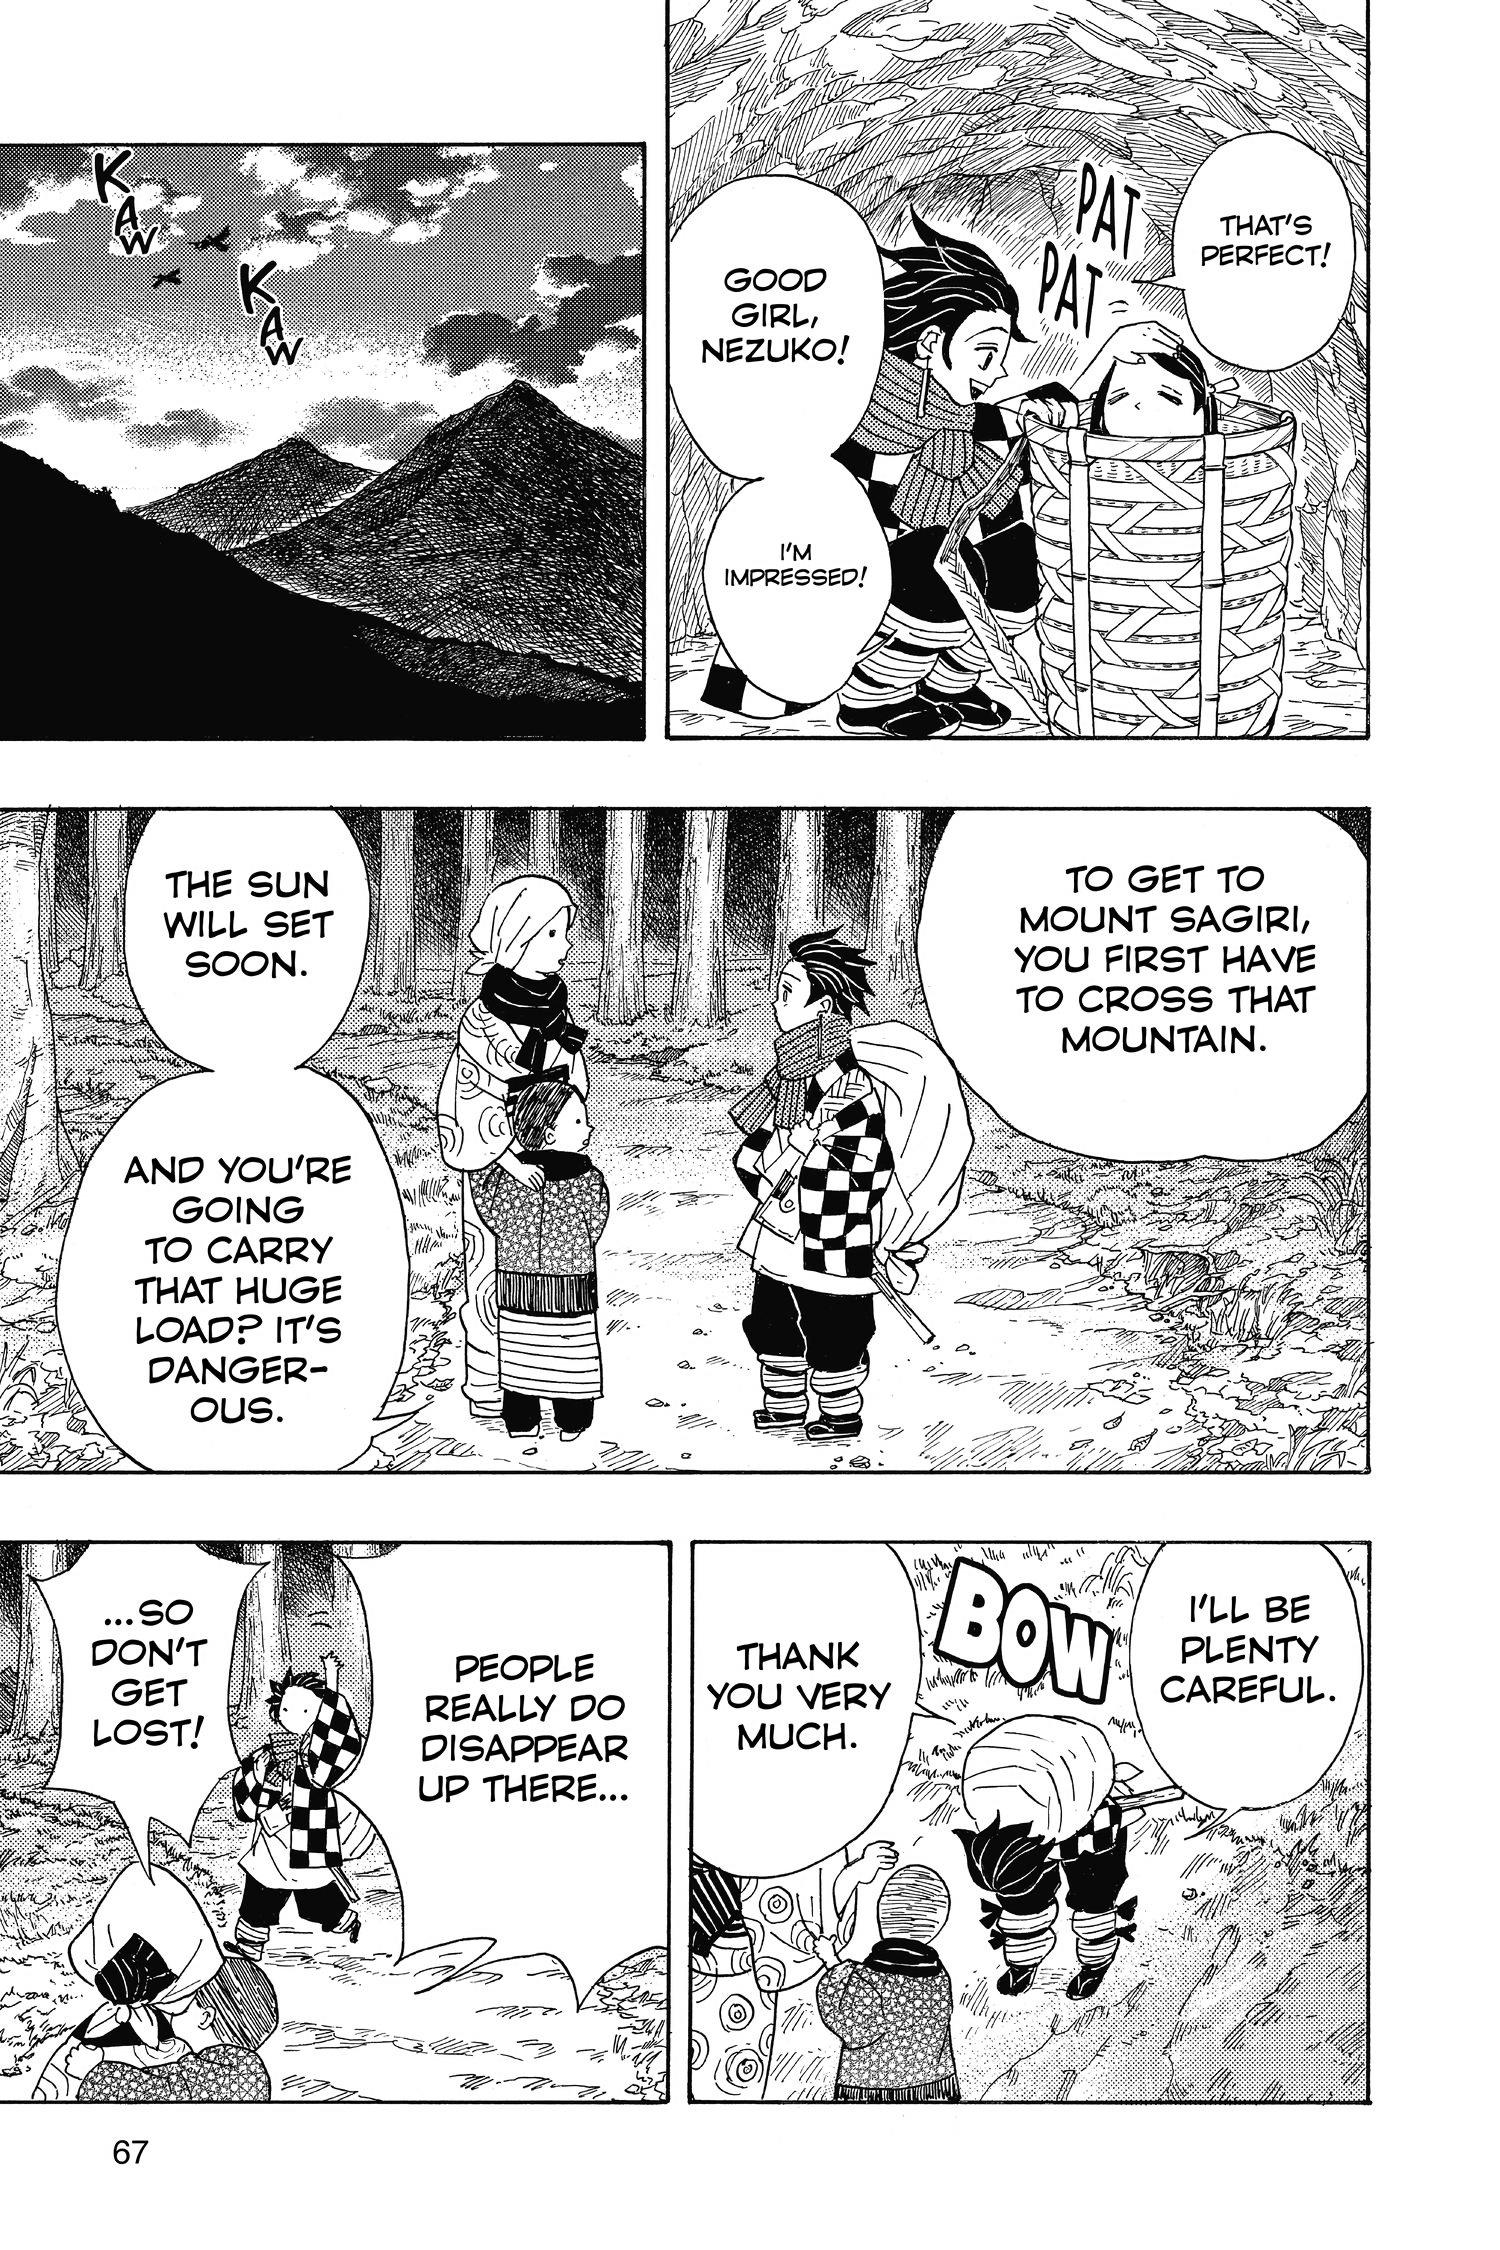 THAT'S
PERFECT!
PAT
PAT
GOOD
GIRL,
NEZUKO!
I'M
IMPRESSED!
KAW
KAW
TO GET TO
MOUNT SAGIRI,
YOU FIRST HAVE
TO CROSS THAT
MOUNTAIN.
THE SUN
WILL SET
SOON.
AND YOU'RE
GOING
TO CARRY
THAT HUGE
LOAD? IT'S
DANGER-
OUS.
I'LL BE
PLENTY
CAREFUL.
BOW
THANK
YOU VERY
MUCH.
PEOPLE
REALLY DO
DISAPPEAR
UP THERE...
...SO
DON'T
GET
LOST!
67